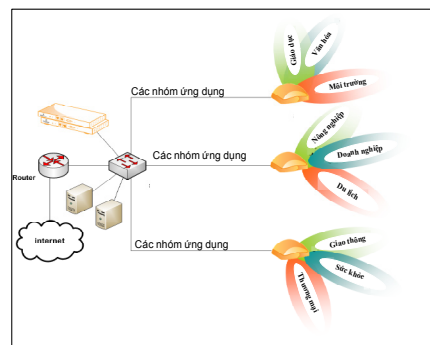 Giáo dục
Văn hóa
Môi trường
Các nhóm ứng dụng
Nông nghiệp
Doanh nghiệp
Du lịch
Các nhóm ứng dụng
Router
internet
Giao thông
Sức khỏe
Thương mại
Các nhóm ứng dụng